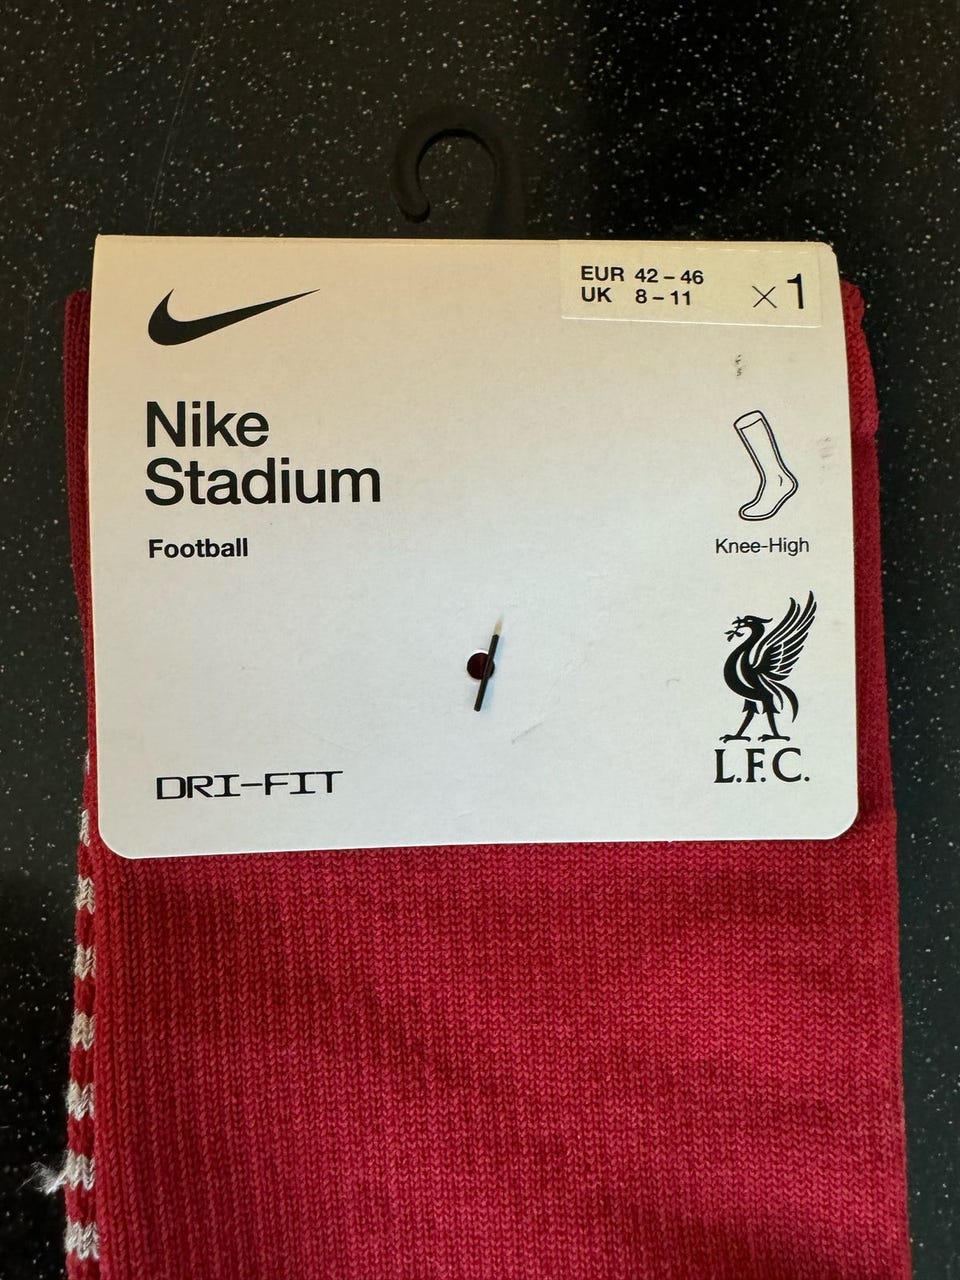 EUR 42 – 46
UK 8 – 11
×1
Nike
Stadium
Football
Knee-High
L.F.C.
DRI-FIT